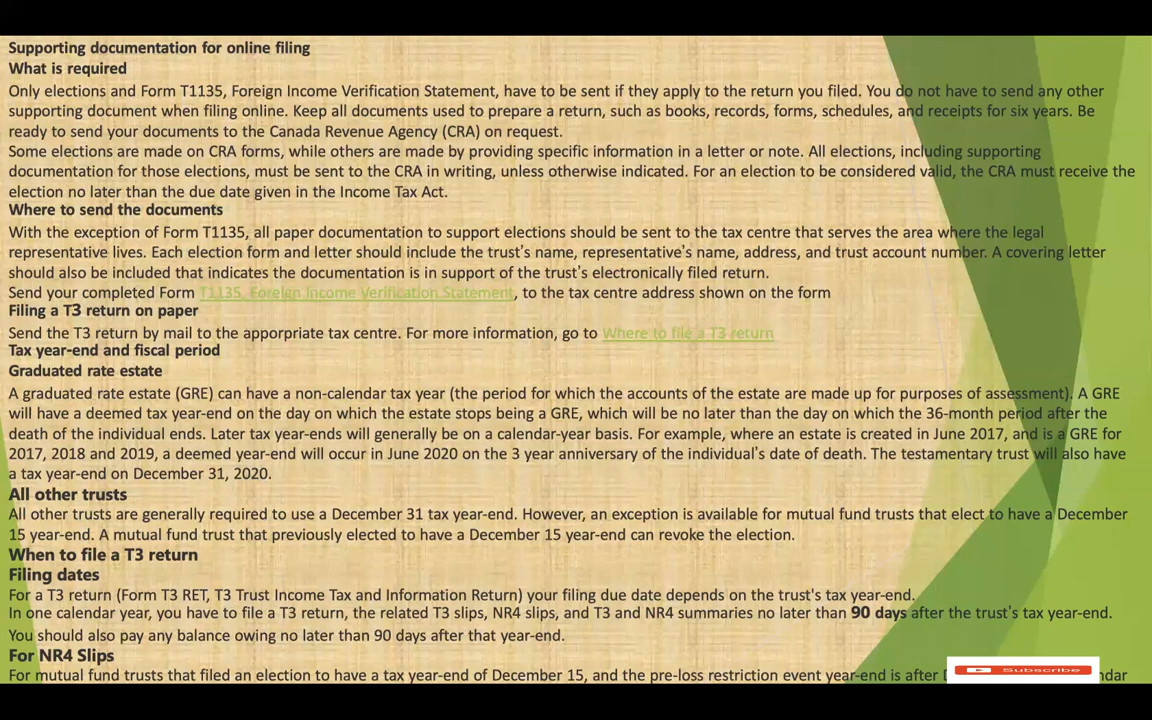 Supporting documentation for online filing
What is required
Only elections and Form T1135, Foreign Income Verification Statement, have to be sent if they apply to the return you filed. You do not have to send any other
supporting document when filing online. Keep all documents used to prepare a return, such as books, records, forms, schedules, and receipts for six years. Be
ready to send your documents to the Canada Revenue Agency (CRA) on request.
Some elections are made on CRA forms, while others are made by providing specific information in a letter or note. All elections, including supporting
documentation for those elections, must be sent to the CRA in writing, unless otherwise indicated. For an election to be considered valid, the CRA must receive the
election no later than the due date given in the Income Tax Act.
Where to send the documents
With the exception of Form T1135, all paper documentation to support elections should be sent to the tax centre that serves the area where the legal
representative lives. Each election form and letter should include the trust's name, representative's name, address, and trust account number. A covering letter
should also be included that indicates the documentation is in support of the trust's electronically filed return.
Send your completed Form T1135, Foreign Income Verification Statement, to the tax centre address shown on the form
Filing a T3 return on paper
Send the T3 return by mail to the apporpriate tax centre. For more information, go to Where to file a T3 return
Tax year-end and fiscal period
Graduated rate estate
A graduated rate estate (GRE) can have a non-calendar tax year (the period for which the accounts of the estate are made up for purposes of assessment). A GRE
will have a deemed tax year-end on the day on which the estate stops being a GRE, which will be no later than the day on which the 36-month period after the
death of the individual ends. Later tax year-ends will generally be on a calendar-year basis. For example, where an estate is created in June 2017, and is a GRE for
2017, 2018 and 2019, a deemed year-end will occur in June 2020 on the 3 year anniversary of the individual's date of death. The testamentary trust will also have
a tax year-end on December 31, 2020.
All other trusts
All other trusts are generally required to use a December 31 tax year-end. However, an exception is available for mutual fund trusts that elect to have a December
15 year-end. A mutual fund trust that previously elected to have a December 15 year-end can revoke the election.
When to file a T3 return
Filing dates
For a T3 return (Form T3 RET, T3 Trust Income Tax and Information Return) your filing due date depends on the trust's tax year-end.
In one calendar year, you have to file a T3 return, the related T3 slips, NR4 slips, and T3 and NR4 summaries no later than 90 days after the trust's tax year-end.
You should also pay any balance owing no later than 90 days after that year-end.
For NR4 Slips
For mutual fund trusts that filed an election to have a tax year-end of December 15, and the pre-loss restriction event year-end is after
Subscribe